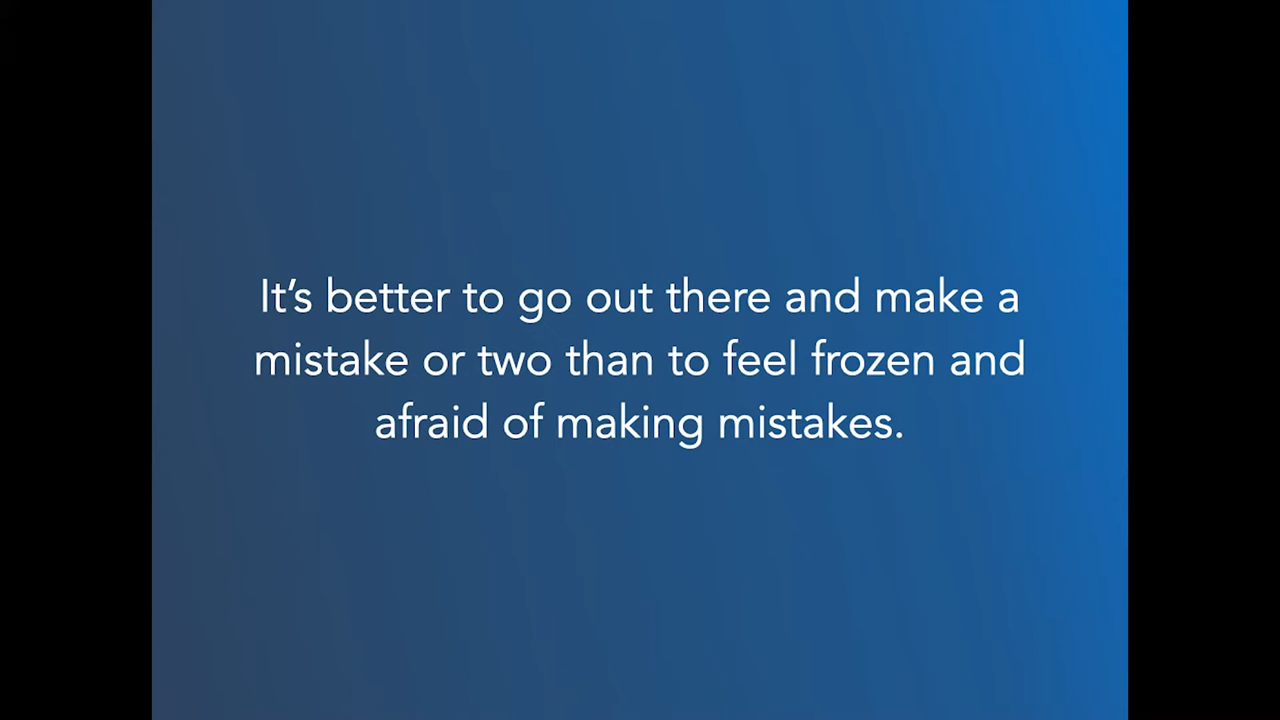 It’s better to go out there and make a
mistake or two than to feel frozen and
afraid of making mistakes.